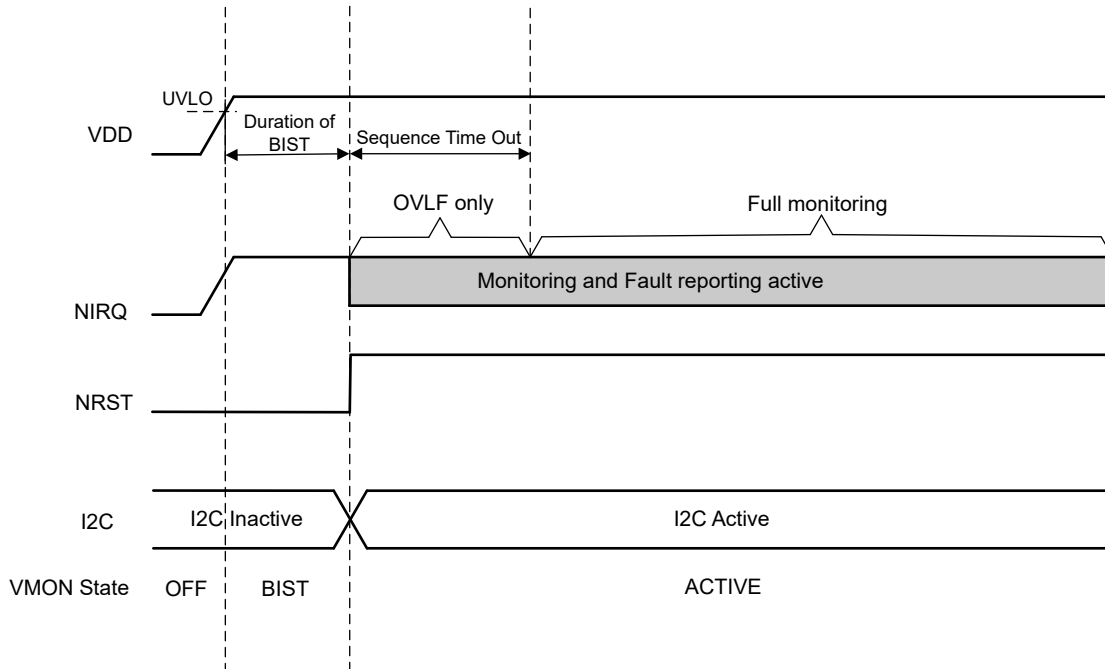 UVLO
VDD
Duration of
BIST
Sequence Time Out
OVLF only
Full monitoring
Monitoring and Fault reporting active
NIRQ
NRST
I2C
I2C Inactive
I2C Active
VMON State
OFF
BIST
ACTIVE